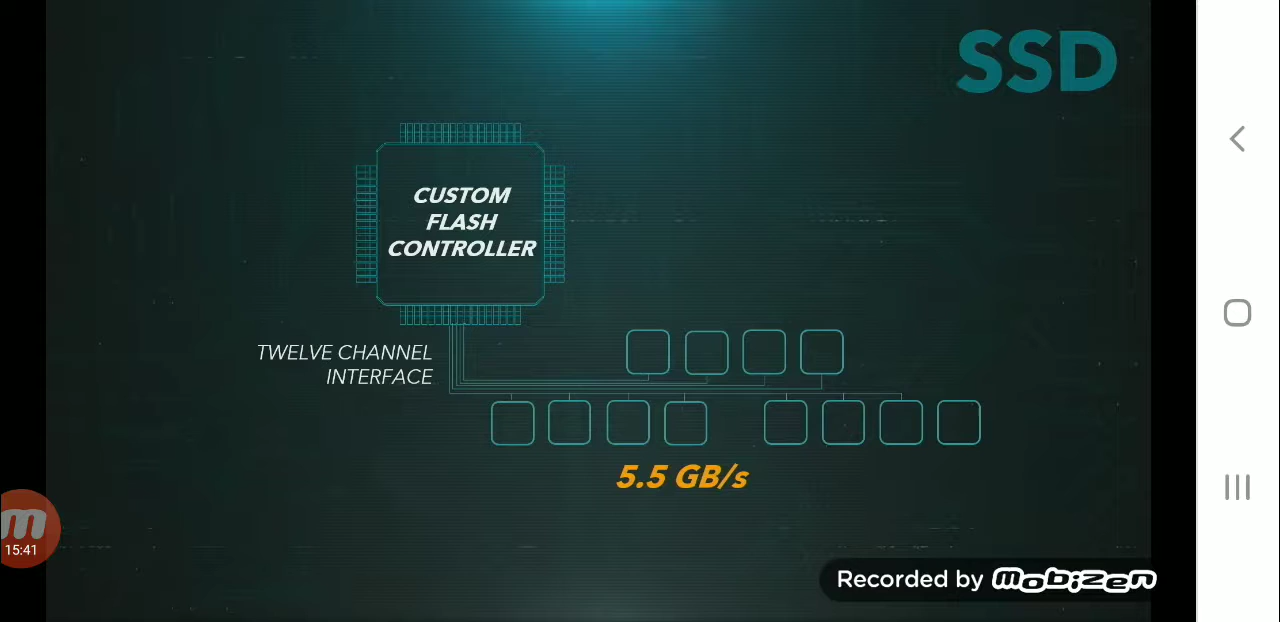 SSD
CUSTOM
FLASH
CONTROLLER
TWELVE CHANNEL
INTERFACE
5.5 GB/s
m
15:41
Recorded by mobizen